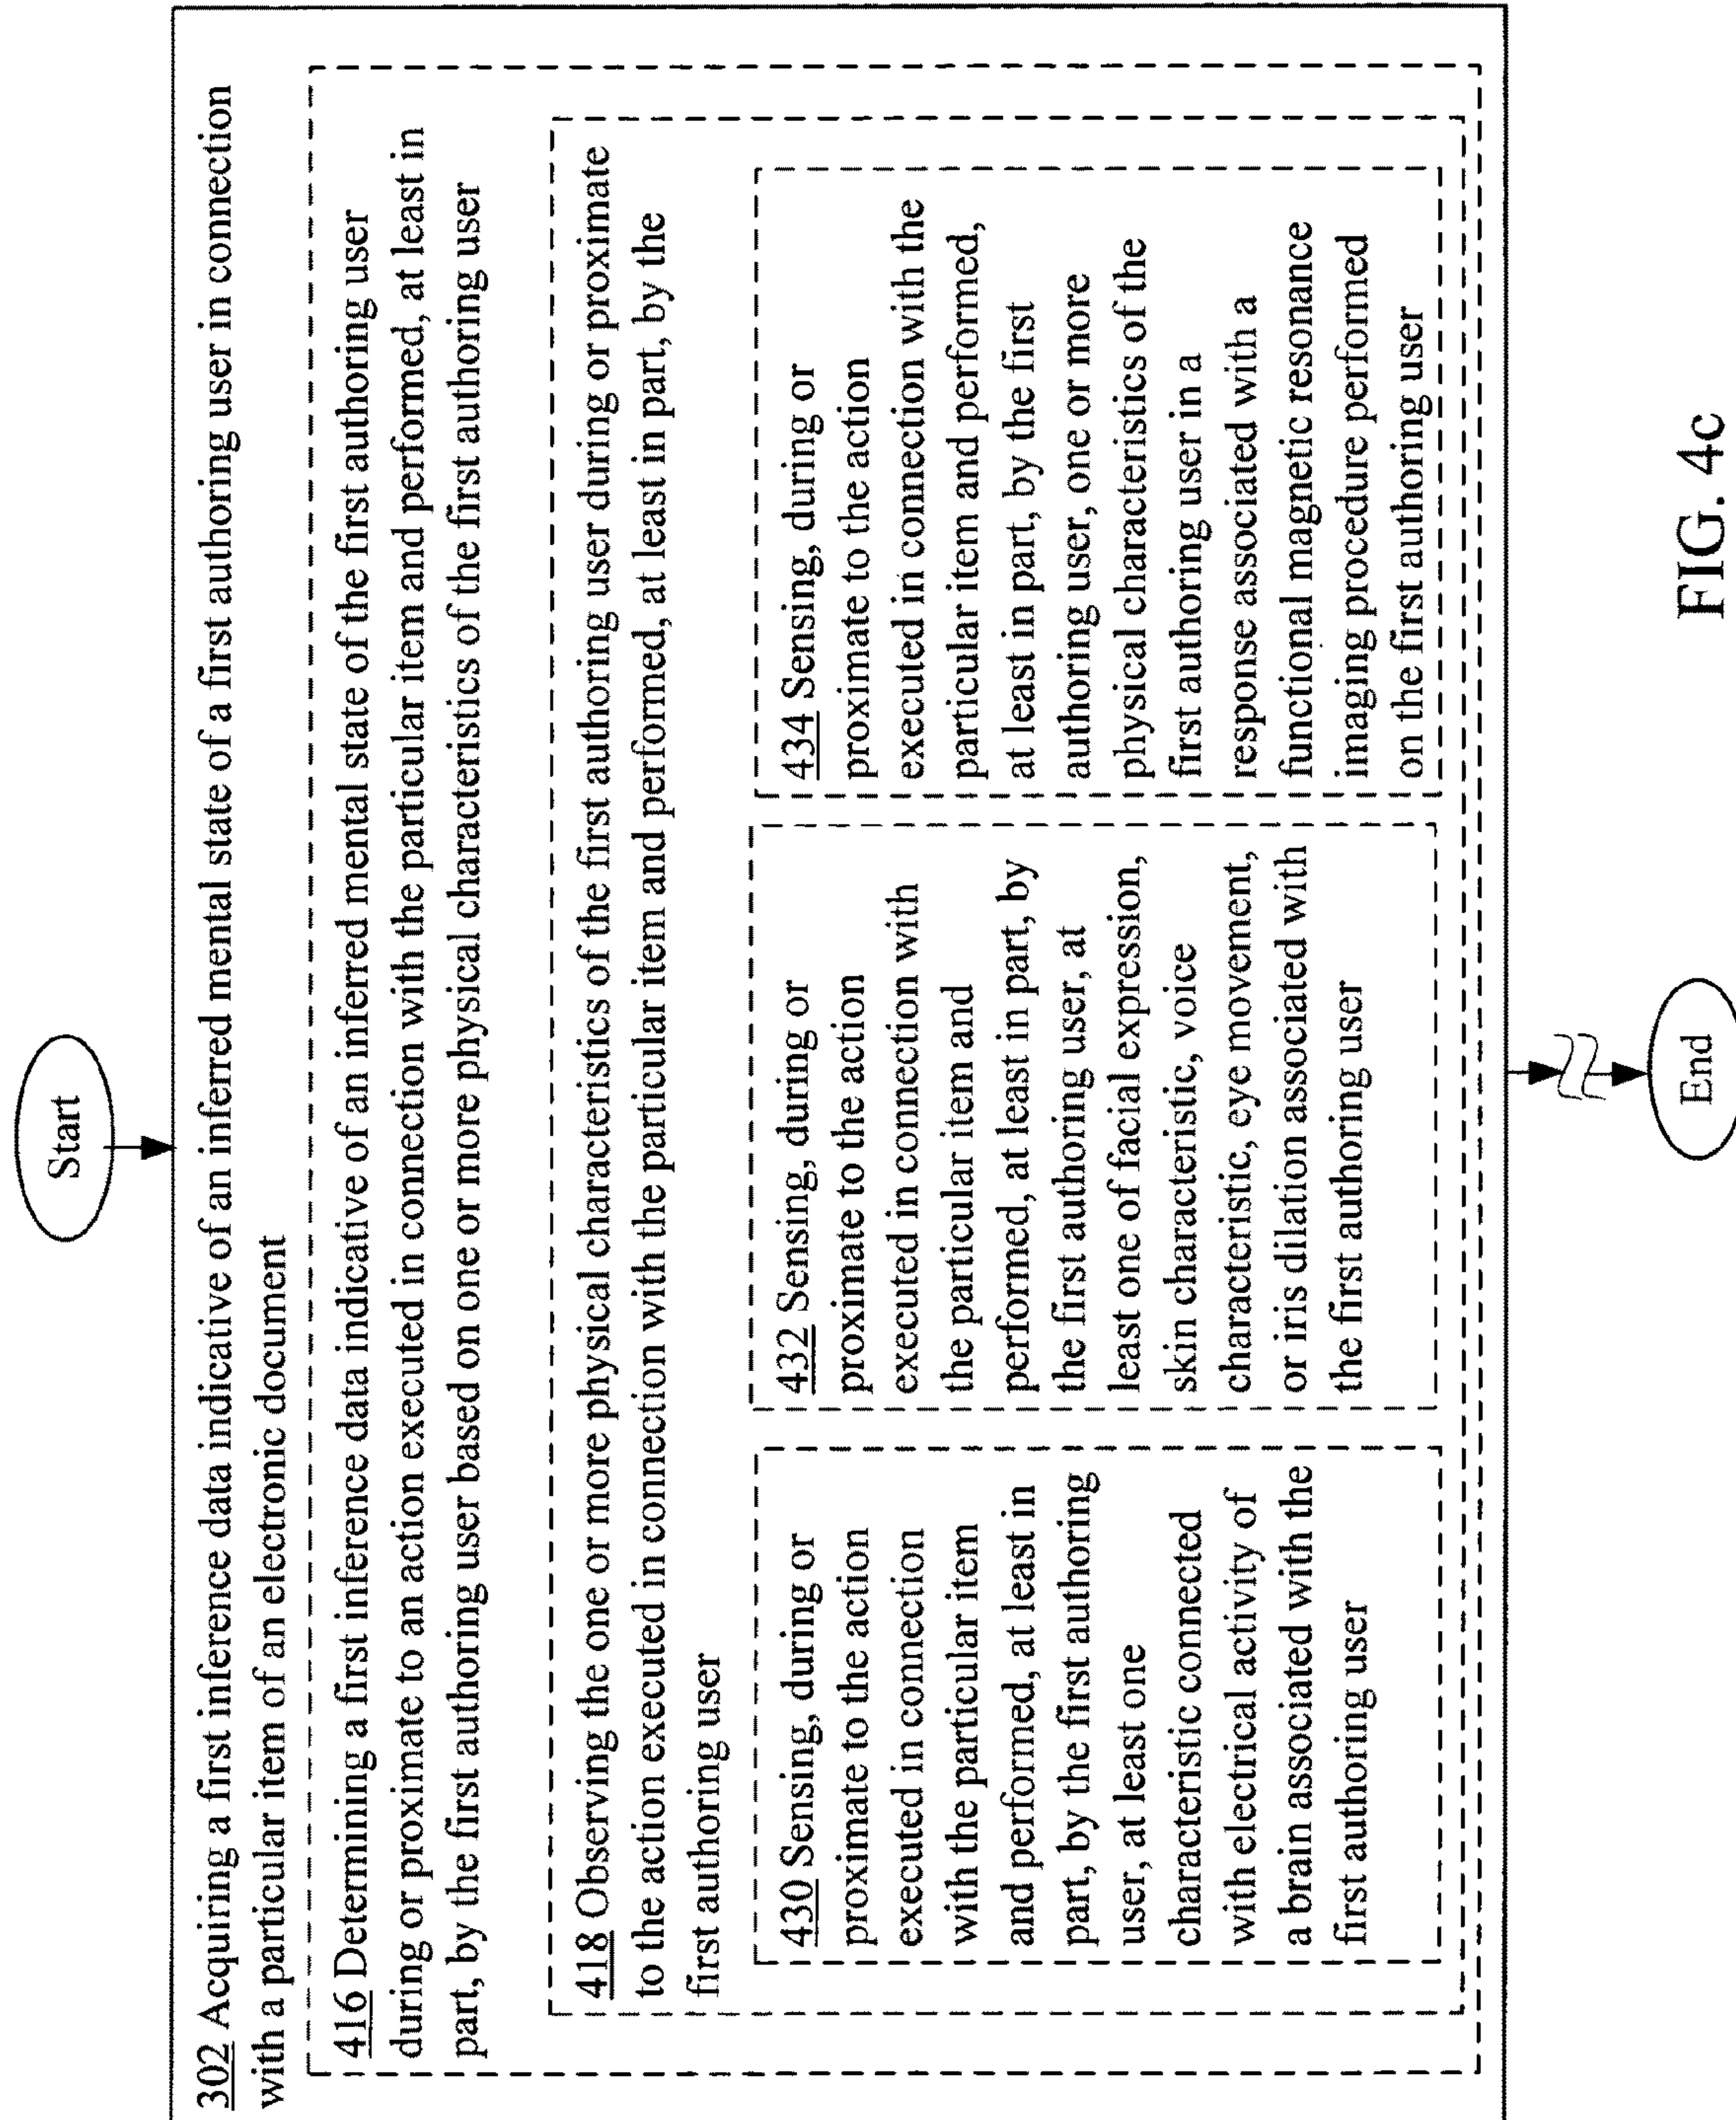 Start
302 Acquiring a first inference data indicative of an inferred mental state of a first authoring user in connection
with a particular item of an electronic document
416 Determining a first inference data indicative of an inferred mental state of the first authoring user
during or proximate to an action executed in connection with the particular item and performed, at least in
part, by the first authoring user based on one or more physical characteristics of the first authoring user
418 Observing the one or more physical characteristics of the first authoring user during or proximate
to the action executed in connection with the particular item and performed, at least in part, by the
first authoring user
430 Sensing, during or
proximate to the action
executed in connection
with the particular item
and performed, at least in
part, by the first authoring
user, at least one
characteristic connected
with electrical activity of
a brain associated with the
first authoring user
432 Sensing, during or
proximate to the action
executed in connection with
the particular item and
performed, at least in part, by
the first authoring user, at
least one of facial expression,
skin characteristic, voice
characteristic, eye movement,
or iris dilation associated with
the first authoring user
434 Sensing, during or
proximate to the action
executed in connection with the
particular item and performed,
at least in part, by the first
authoring user, one or more
physical characteristics of the
first authoring user in a
response associated with a
functional magnetic resonance
imaging procedure performed
on the first authoring user
End
FIG. 4c